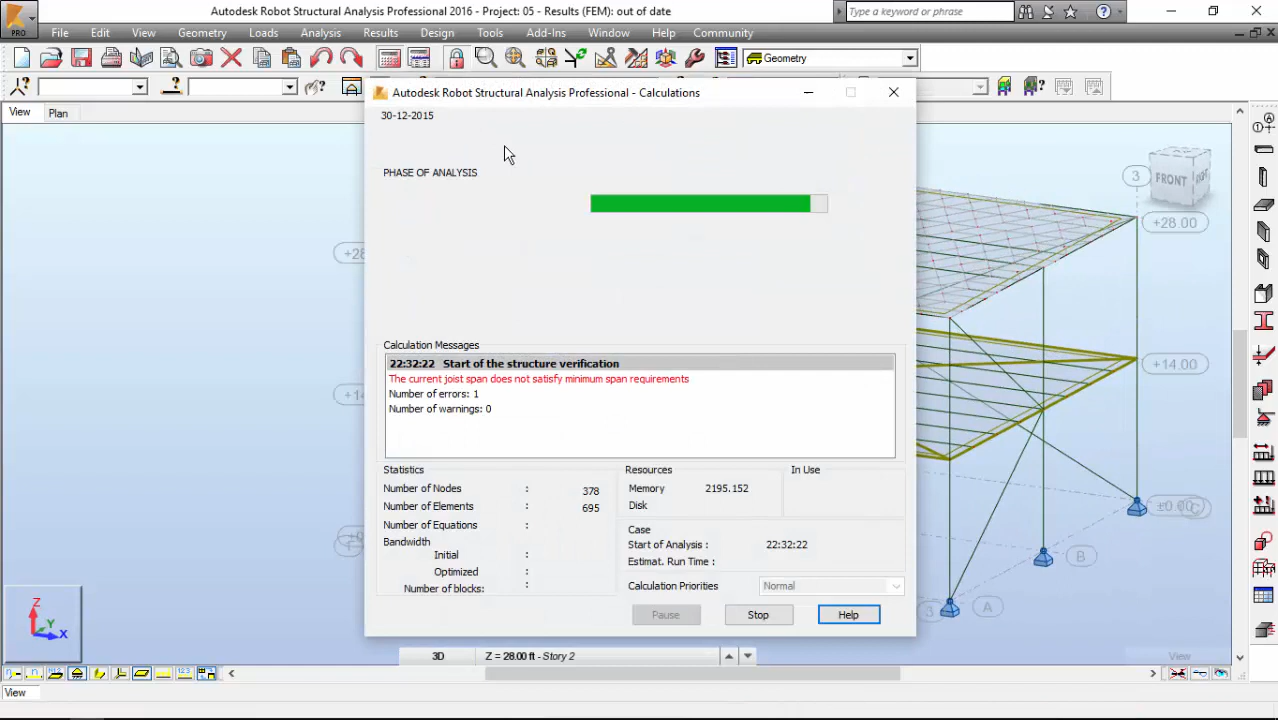 Autodesk Robot Structural Analysis Professional 2016 - Project: 05 - Results (FEM): out of date
Type a keyword or phrase
PRO
File Edit View Geometry Loads Analysis Results Design Tools Add-Ins Window Help Community
Geometry
View Plan
Autodesk Robot Structural Analysis Professional - Calculations
30-12-2015
PHASE OF ANALYSIS
3
FRONT
+28.00
+28
+14.00
+14
±0.00
C
B
A
3
Calculation Messages
22:32:22 Start of the structure verification
The current joist span does not satisfy minimum span requirements
Number of errors: 1
Number of warnings: 0
Statistics
Number of Nodes : 378
Number of Elements : 695
Number of Equations :
Bandwidth
Initial :
Optimized :
Number of blocks: :
Resources
Memory 2195.152
Disk
In Use
Case
Start of Analysis : 22:32:22
Estimat. Run Time :
Calculation Priorities Normal
Pause Stop Help
Z
Y
X
3D Z = 28.00 ft - Story 2
View
View